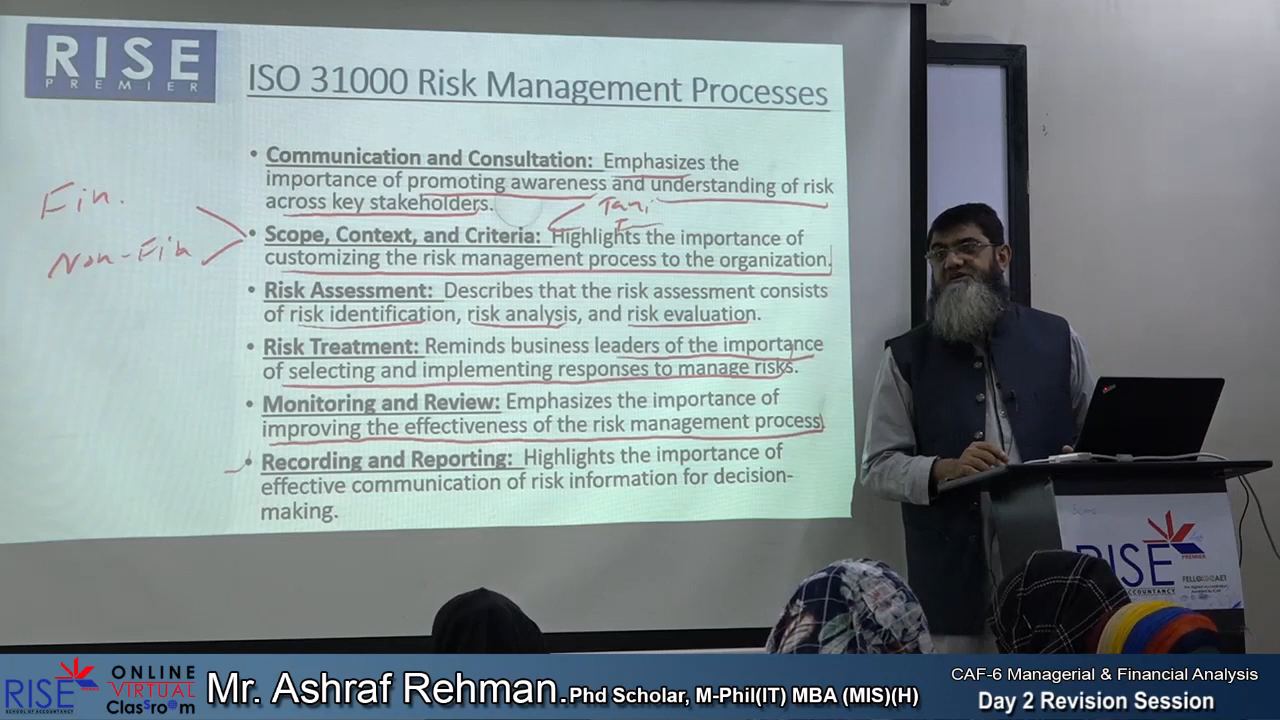 RISE
PREMIER
ISO 31000 Risk Management Processes
• Communication and Consultation: Emphasizes the
importance of promoting awareness and understanding of risk
across key stakeholders.
Fin.
Non-Fin
• Scope, Context, and Criteria: Highlights the importance of
customizing the risk management process to the organization.
• Risk Assessment: Describes that the risk assessment consists
of risk identification, risk analysis, and risk evaluation.
• Risk Treatment: Reminds business leaders of the importance
of selecting and implementing responses to manage risks.
• Monitoring and Review: Emphasizes the importance of
improving the effectiveness of the risk management process
• Recording and Reporting: Highlights the importance of
effective communication of risk information for decision-
making.
RISE
PREMIER
ACCOUNTANCY
RISE
SCHOOL OF ACCOUNTANCY
ONLINE
VIRTUAL
Classroom
Mr. Ashraf Rehman.-Phd Scholar, M-Phil(IT) MBA (MIS)(H)
CAF-6 Managerial & Financial Analysis
Day 2 Revision Session